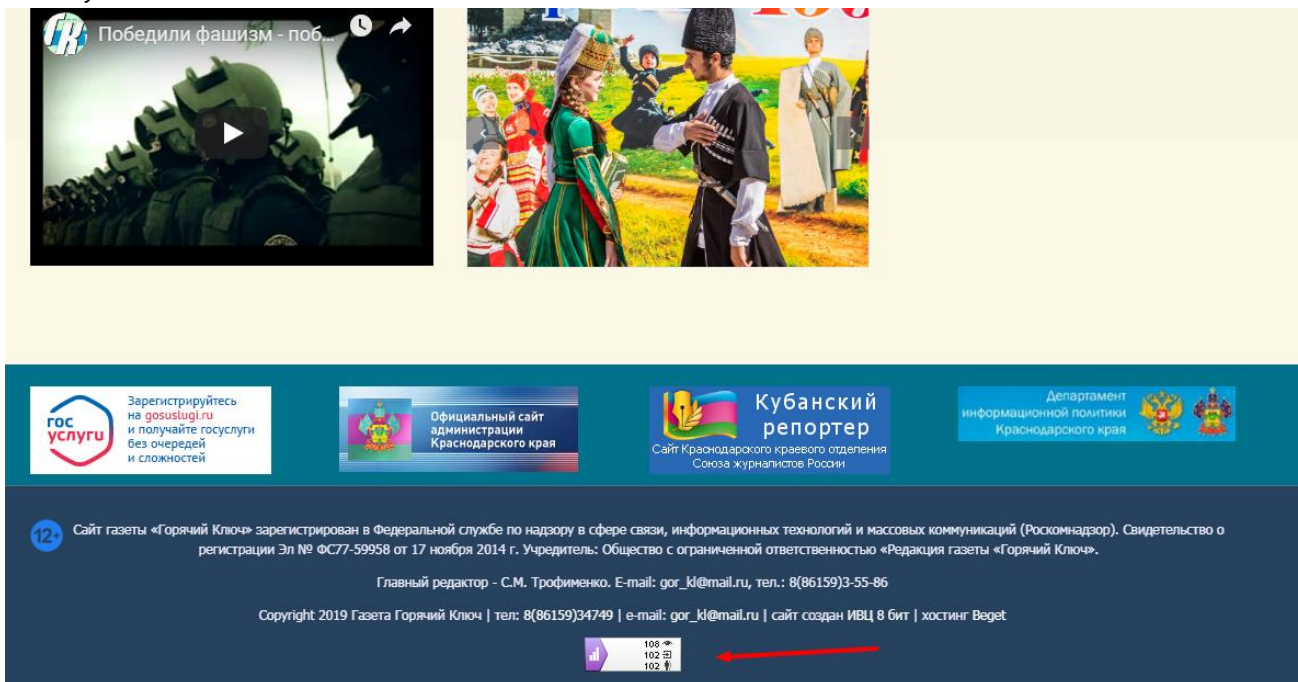 Победили фашизм - поб...
гос
услуги
Зарегистрируйтесь
на gosuslugi.ru
и получайте госуслуги
без очередей
и сложностей
Официальный сайт
администрации
Краснодарского края
Кубанский
репортер
Сайт Краснодарского краевого отделения
Союза журналистов России
Департамент
информационной политики
Краснодарского края
12+
Сайт газеты «Горячий Ключ» зарегистрирован в Федеральной службе по надзору в сфере связи, информационных технологий и массовых коммуникаций (Роскомнадзор). Свидетельство о
регистрации Эл № ФС77-59958 от 17 ноября 2014 г. Учредитель: Общество с ограниченной ответственностью «Редакция газеты «Горячий Ключ».
Главный редактор - С.М. Трофименко. E-mail: gor_kl@mail.ru, тел.: 8(86159)3-55-86
Copyright 2019 Газета Горячий Ключ | тел: 8(86159)34749 | e-mail: gor_kl@mail.ru | сайт создан ИВЦ 8 бит | хостинг Beget
108
102
102